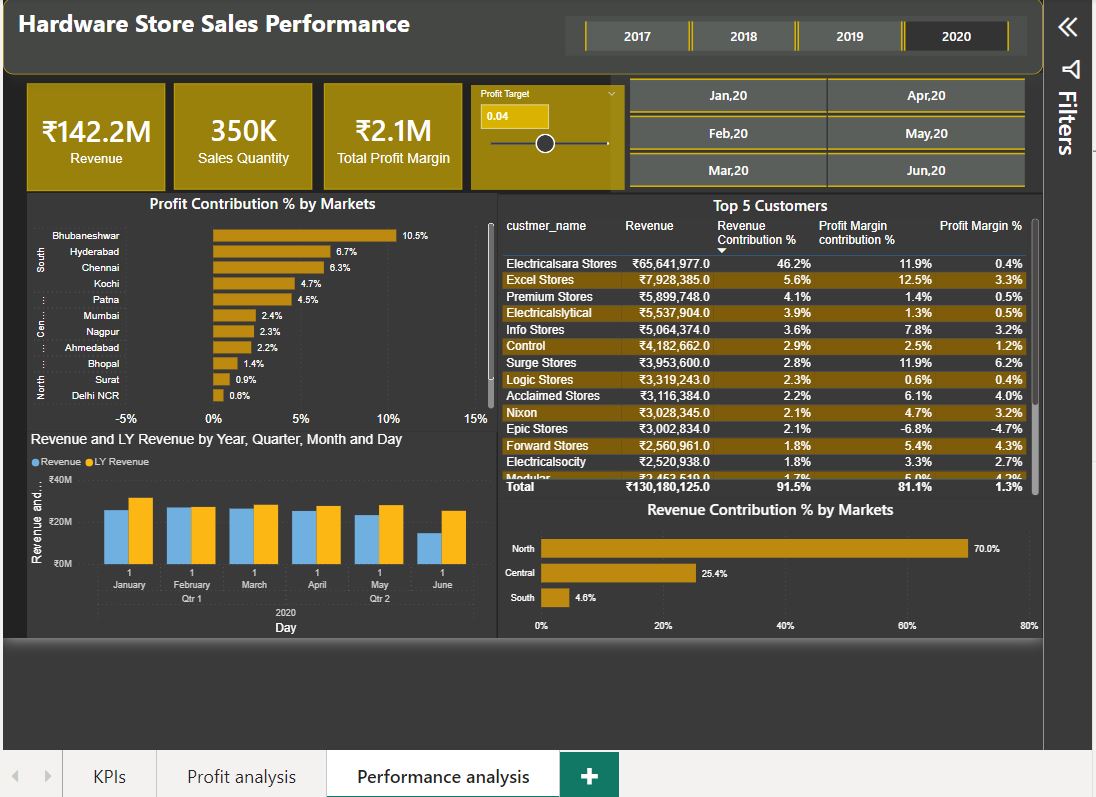 Hardware Store Sales Performance
2017 2018 2019 2020
Filters
₹142.2M
Revenue
350K
Sales Quantity
₹2.1M
Total Profit Margin
Profit Target
0.04
Jan,20 Apr,20
Feb,20 May,20
Mar,20 Jun,20
Profit Contribution % by Markets
South
Bhubaneshwar 10.5%
Hyderabad 6.7%
Chennai 6.3%
Kochi 4.7%
...
Patna 4.5%
Cen...
Mumbai 2.4%
Nagpur 2.3%
...
Ahmedabad 2.2%
...
Bhopal 1.4%
North
Surat 0.9%
Delhi NCR 0.6%
-5% 0% 5% 10% 15%
Top 5 Customers
custmer_name Revenue Revenue Contribution % Profit Margin contribution % Profit Margin %
Electricalsara Stores ₹65,641,977.0 46.2% 11.9% 0.4%
Excel Stores ₹7,928,385.0 5.6% 12.5% 3.3%
Premium Stores ₹5,899,748.0 4.1% 1.4% 0.5%
Electricalslytical ₹5,537,904.0 3.9% 1.3% 0.5%
Info Stores ₹5,064,374.0 3.6% 7.8% 3.2%
Control ₹4,182,662.0 2.9% 2.5% 1.2%
Surge Stores ₹3,953,600.0 2.8% 11.9% 6.2%
Logic Stores ₹3,319,243.0 2.3% 0.6% 0.4%
Acclaimed Stores ₹3,116,384.0 2.2% 6.1% 4.0%
Nixon ₹3,028,345.0 2.1% 4.7% 3.2%
Epic Stores ₹3,002,834.0 2.1% -6.8% -4.7%
Forward Stores ₹2,560,961.0 1.8% 5.4% 4.3%
Electricalsocity ₹2,520,938.0 1.8% 3.3% 2.7%
Modular
Total ₹130,180,125.0 91.5% 81.1% 1.3%
Revenue and LY Revenue by Year, Quarter, Month and Day
Revenue LY Revenue
Revenue and...
₹40M
₹20M
₹0M
1 1 1 1 1 1
January February March April May June
Qtr 1 Qtr 2
2020
Day
Revenue Contribution % by Markets
North 70.0%
Central 25.4%
South 4.6%
0% 20% 40% 60% 80%
KPIs Profit analysis Performance analysis +